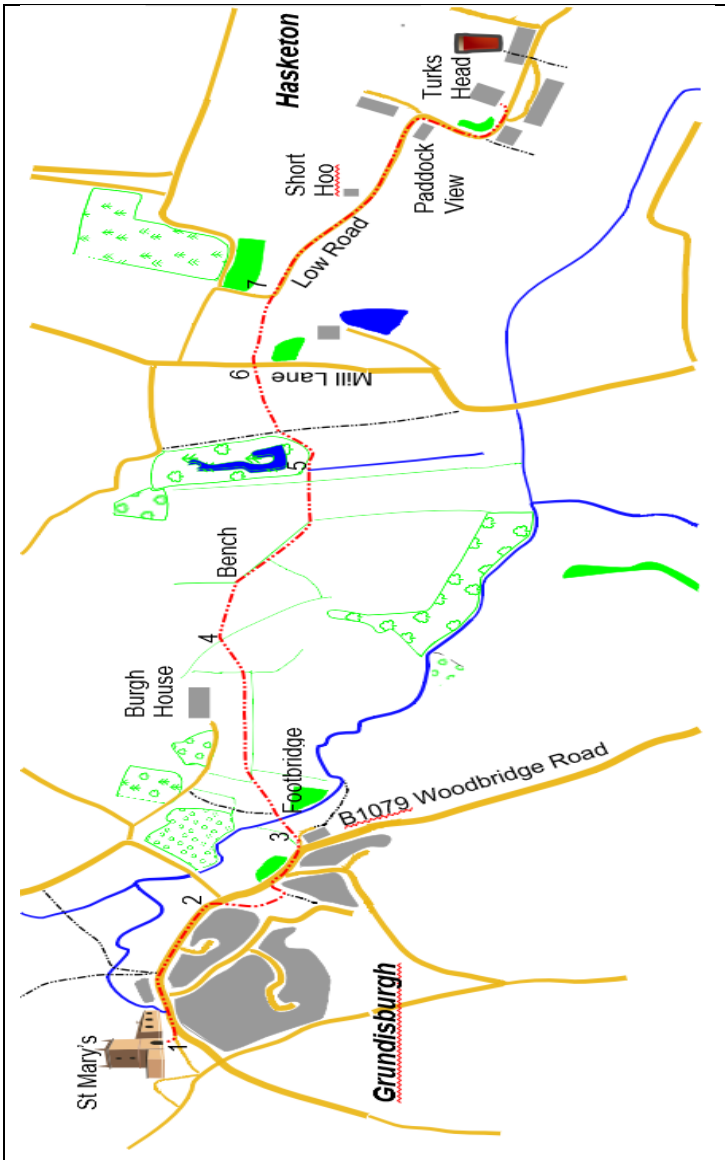 St Mary's
1
2
3
Grundisburgh
B1079 Woodbridge Road
Footbridge
Burgh
House
4
Bench
5
6
Mill Lane
7
Low Road
Short
Hoo
Paddock
View
Hasketon
Turks
Head